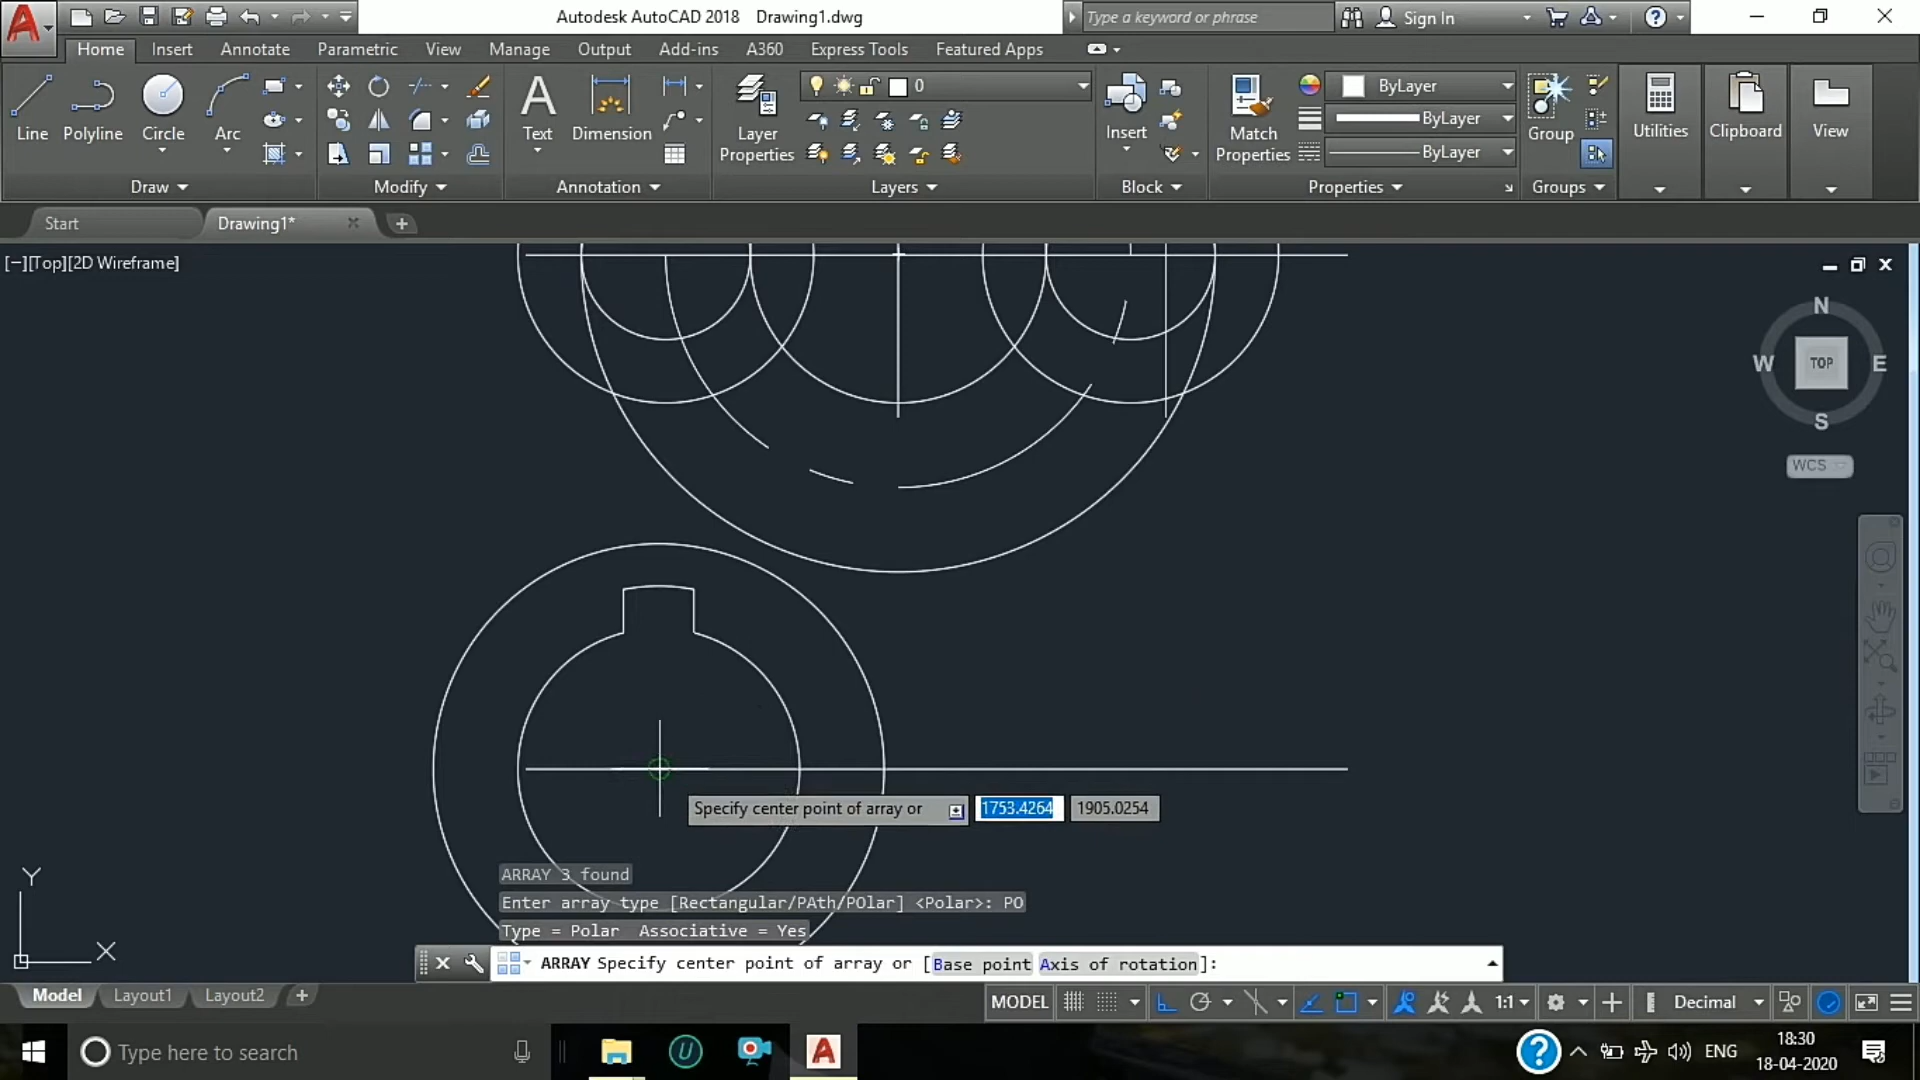 Autodesk AutoCAD 2018 Drawing1.dwg
Type a keyword or phrase
Sign In
Home Insert Annotate Parametric View Manage Output Add-ins A360 Express Tools Featured Apps
Line Polyline Circle Arc
Text Dimension
Layer Properties
0
Insert
Match Properties
ByLayer
ByLayer
ByLayer
Group
Utilities
Clipboard
View
Draw Modify Annotation Layers Block Properties Groups
Start Drawing1*
[−][Top][2D Wireframe]
N
W TOP E
S
WCS
Specify center point of array or 1753.4264 1905.0254
ARRAY 3 found
Enter array type [Rectangular/PAth/POlar] <Polar>: PO
Type = Polar Associative = Yes
Y
X
ARRAY Specify center point of array or [Base point Axis of rotation]:
Model Layout1 Layout2
MODEL 1:1 Decimal
Type here to search
ENG
18:30
18-04-2020